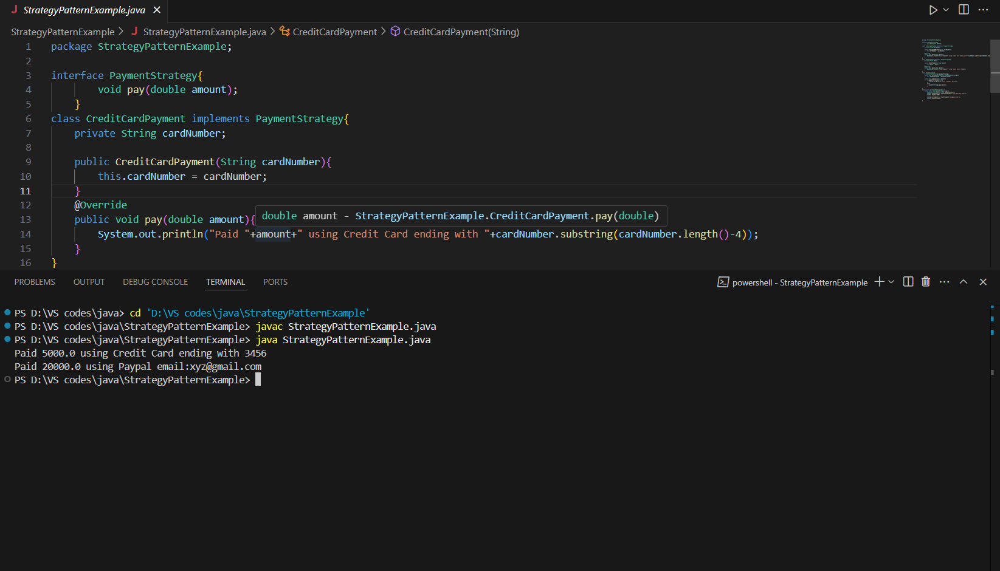 J StrategyPatternExample.java
StrategyPatternExample > J StrategyPatternExample.java > CreditCardPayment > CreditCardPayment(String)
1 package StrategyPatternExample;
2
3 interface PaymentStrategy{
4 void pay(double amount);
5 }
6 class CreditCardPayment implements PaymentStrategy{
7 private String cardNumber;
8
9 public CreditCardPayment(String cardNumber){
10 this.cardNumber = cardNumber;
11 }
12 @Override
13 public void pay(double amount){
double amount - StrategyPatternExample.CreditCardPayment.pay(double)
14 System.out.println("Paid "+amount+" using Credit Card ending with "+cardNumber.substring(cardNumber.length()-4));
15 }
16 }
PROBLEMS OUTPUT DEBUG CONSOLE TERMINAL PORTS powershell - StrategyPatternExample
PS D:\VS codes\java> cd 'D:\VS codes\java\StrategyPatternExample'
PS D:\VS codes\java\StrategyPatternExample> javac StrategyPatternExample.java
PS D:\VS codes\java\StrategyPatternExample> java StrategyPatternExample.java
Paid 5000.0 using Credit Card ending with 3456
Paid 20000.0 using Paypal email:xyz@gmail.com
PS D:\VS codes\java\StrategyPatternExample>